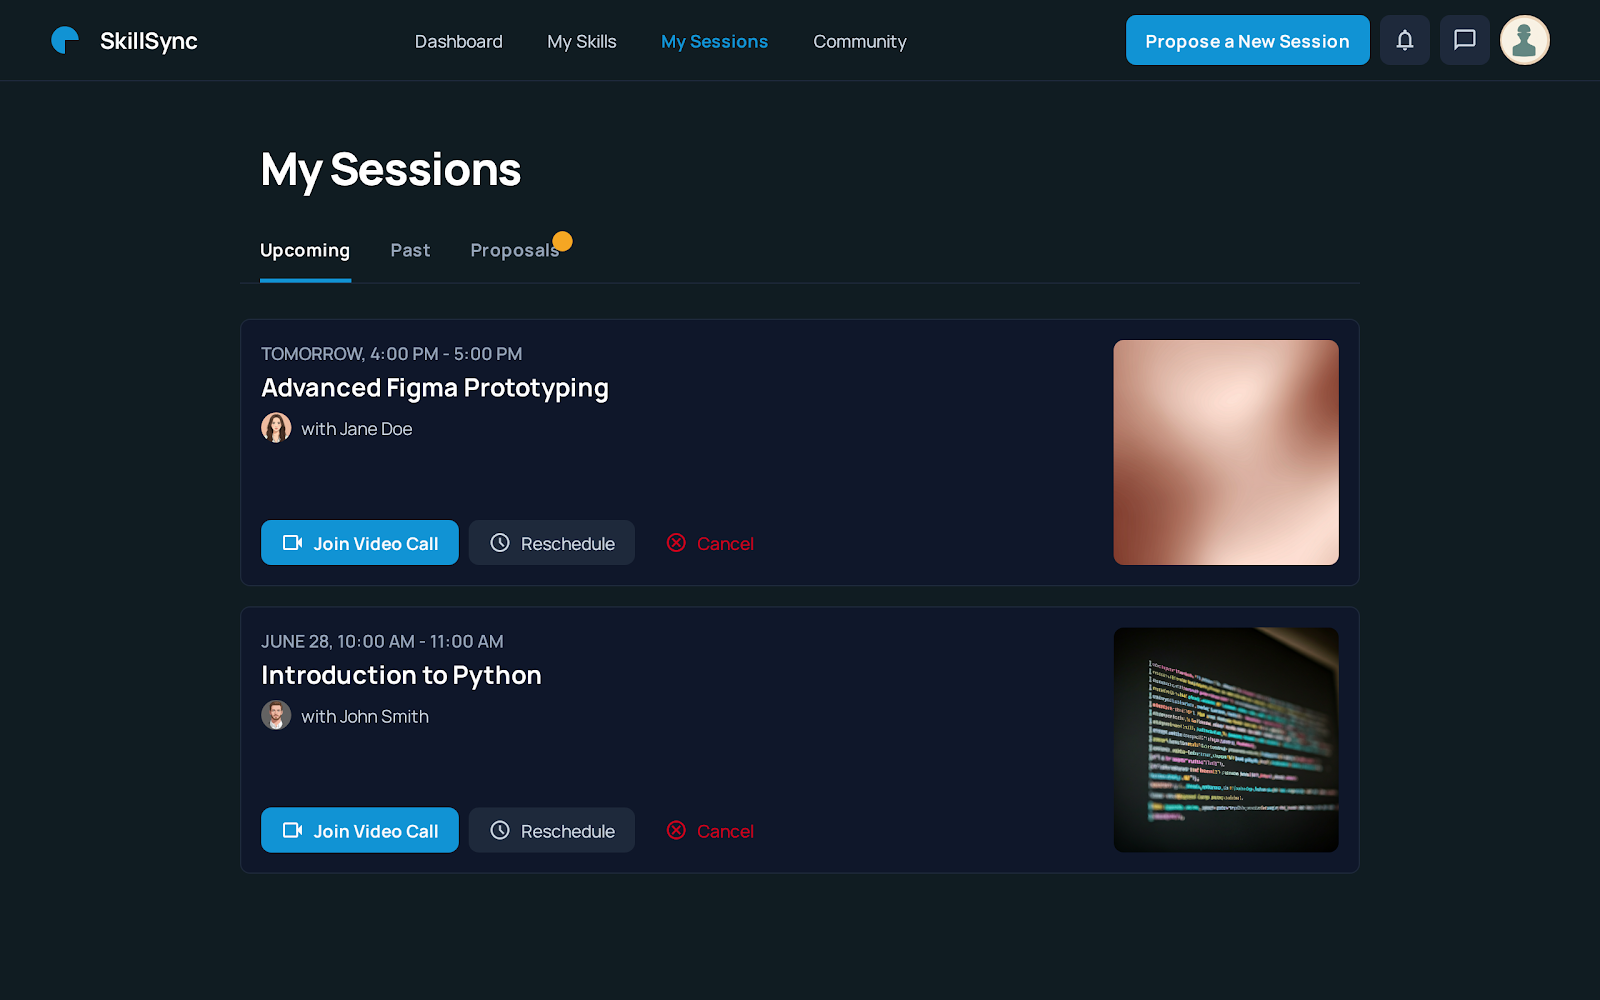 SkillSync
Dashboard
My Skills
My Sessions
Community
Propose a New Session
My Sessions
Upcoming
Past
Proposals
TOMORROW, 4:00 PM - 5:00 PM
Advanced Figma Prototyping
with Jane Doe
Join Video Call
Reschedule
Cancel
JUNE 28, 10:00 AM - 11:00 AM
Introduction to Python
with John Smith
Join Video Call
Reschedule
Cancel